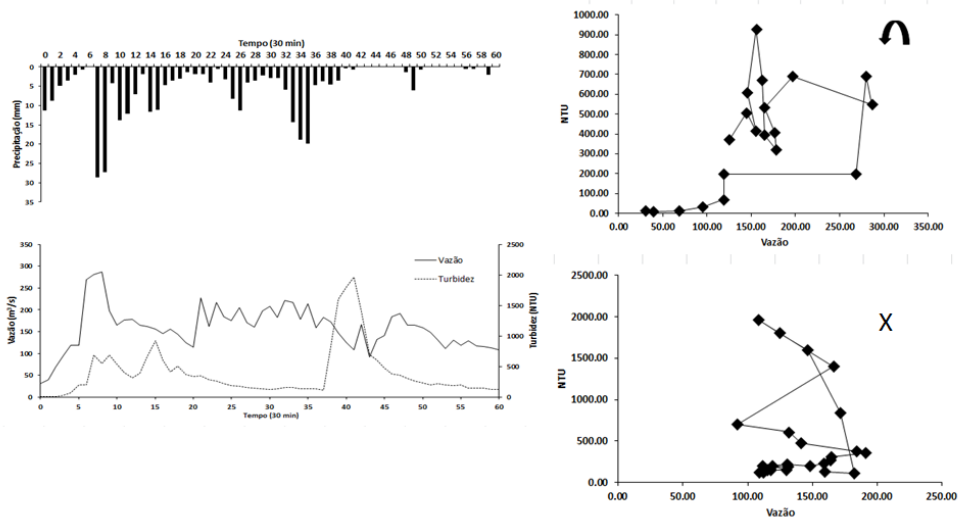 Tempo (30 min)
0 2 4 6 8 10 12 14 16 18 20 22 24 26 28 30 32 34 36 38 40 42 44 46 48 50 52 54 56 58 60
Precipitação (mm)
0
5
10
15
20
25
30
35
Vazão (m³/s)
350
300
250
200
150
100
50
0
Vazão
Turbidez
2500
2000
1500
1000
500
0
Turbidez (NTU)
0 5 10 15 20 25 30 35 40 45 50 55 60
Tempo (30 min)
NTU
1000.00
900.00
800.00
700.00
600.00
500.00
400.00
300.00
200.00
100.00
0.00
0.00 50.00 100.00 150.00 200.00 250.00 300.00 350.00
Vazão
NTU
2500.00
2000.00
1500.00
1000.00
500.00
0.00
X
0.00 50.00 100.00 150.00 200.00 250.00
Vazão